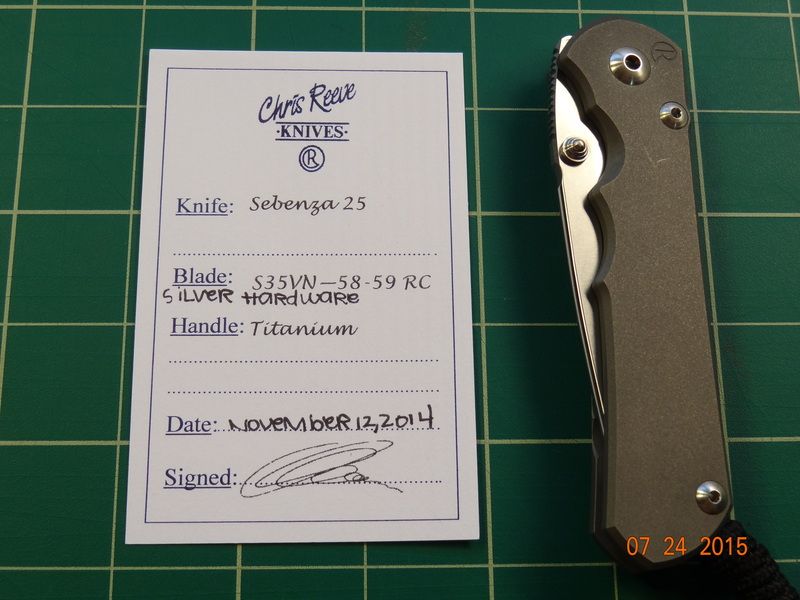 Chris Reeve
·KNIVES·
CR
Knife: Sebenza 25
Blade: S35VN—58-59 RC
SILVER HARDWARE
Handle: Titanium
Date: NOVEMBER 12, 2014
Signed:
07 24 2015